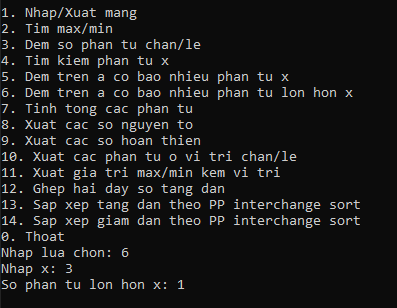 1. Nhap/Xuat mang
2. Tim max/min
3. Dem so phan tu chan/le
4. Tim kiem phan tu x
5. Dem tren a co bao nhieu phan tu x
6. Dem tren a co bao nhieu phan tu lon hon x
7. Tinh tong cac phan tu
8. Xuat cac so nguyen to
9. Xuat cac so hoan thien
10. Xuat cac phan tu o vi tri chan/le
11. Xuat gia tri max/min kem vi tri
12. Ghep hai day so tang dan
13. Sap xep tang dan theo PP interchange sort
14. Sap xep giam dan theo PP interchange sort
0. Thoat
Nhap lua chon: 6
Nhap x: 3
So phan tu lon hon x: 1